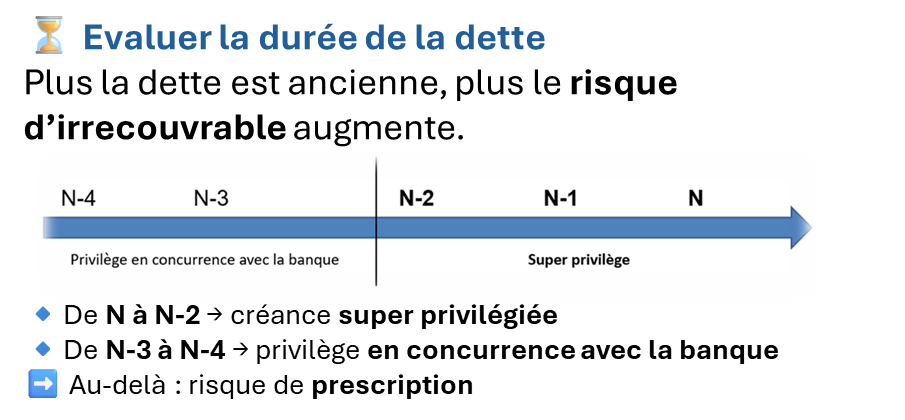 ⏳ Evaluer la durée de la dette
Plus la dette est ancienne, plus le risque
d’irrecouvrable augmente.
N-4 N-3 N-2 N-1 N
Privilège en concurrence avec la banque Super privilège
🔹 De N à N-2 → créance super privilégiée
🔹 De N-3 à N-4 → privilège en concurrence avec la banque
➡️ Au-delà : risque de prescription